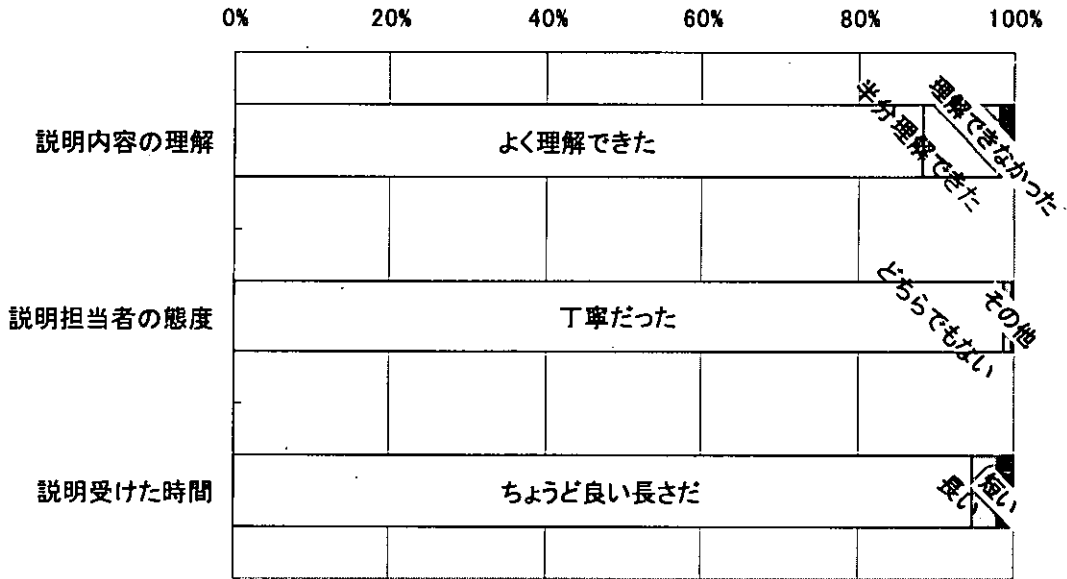 0% 20% 40% 60% 80% 100%
説明内容の理解
よく理解できた
半分理解できた
理解できなかった
説明担当者の態度
丁寧だった
どちらでもない
その他
説明受けた時間
ちょうど良い長さだ
長い
短い